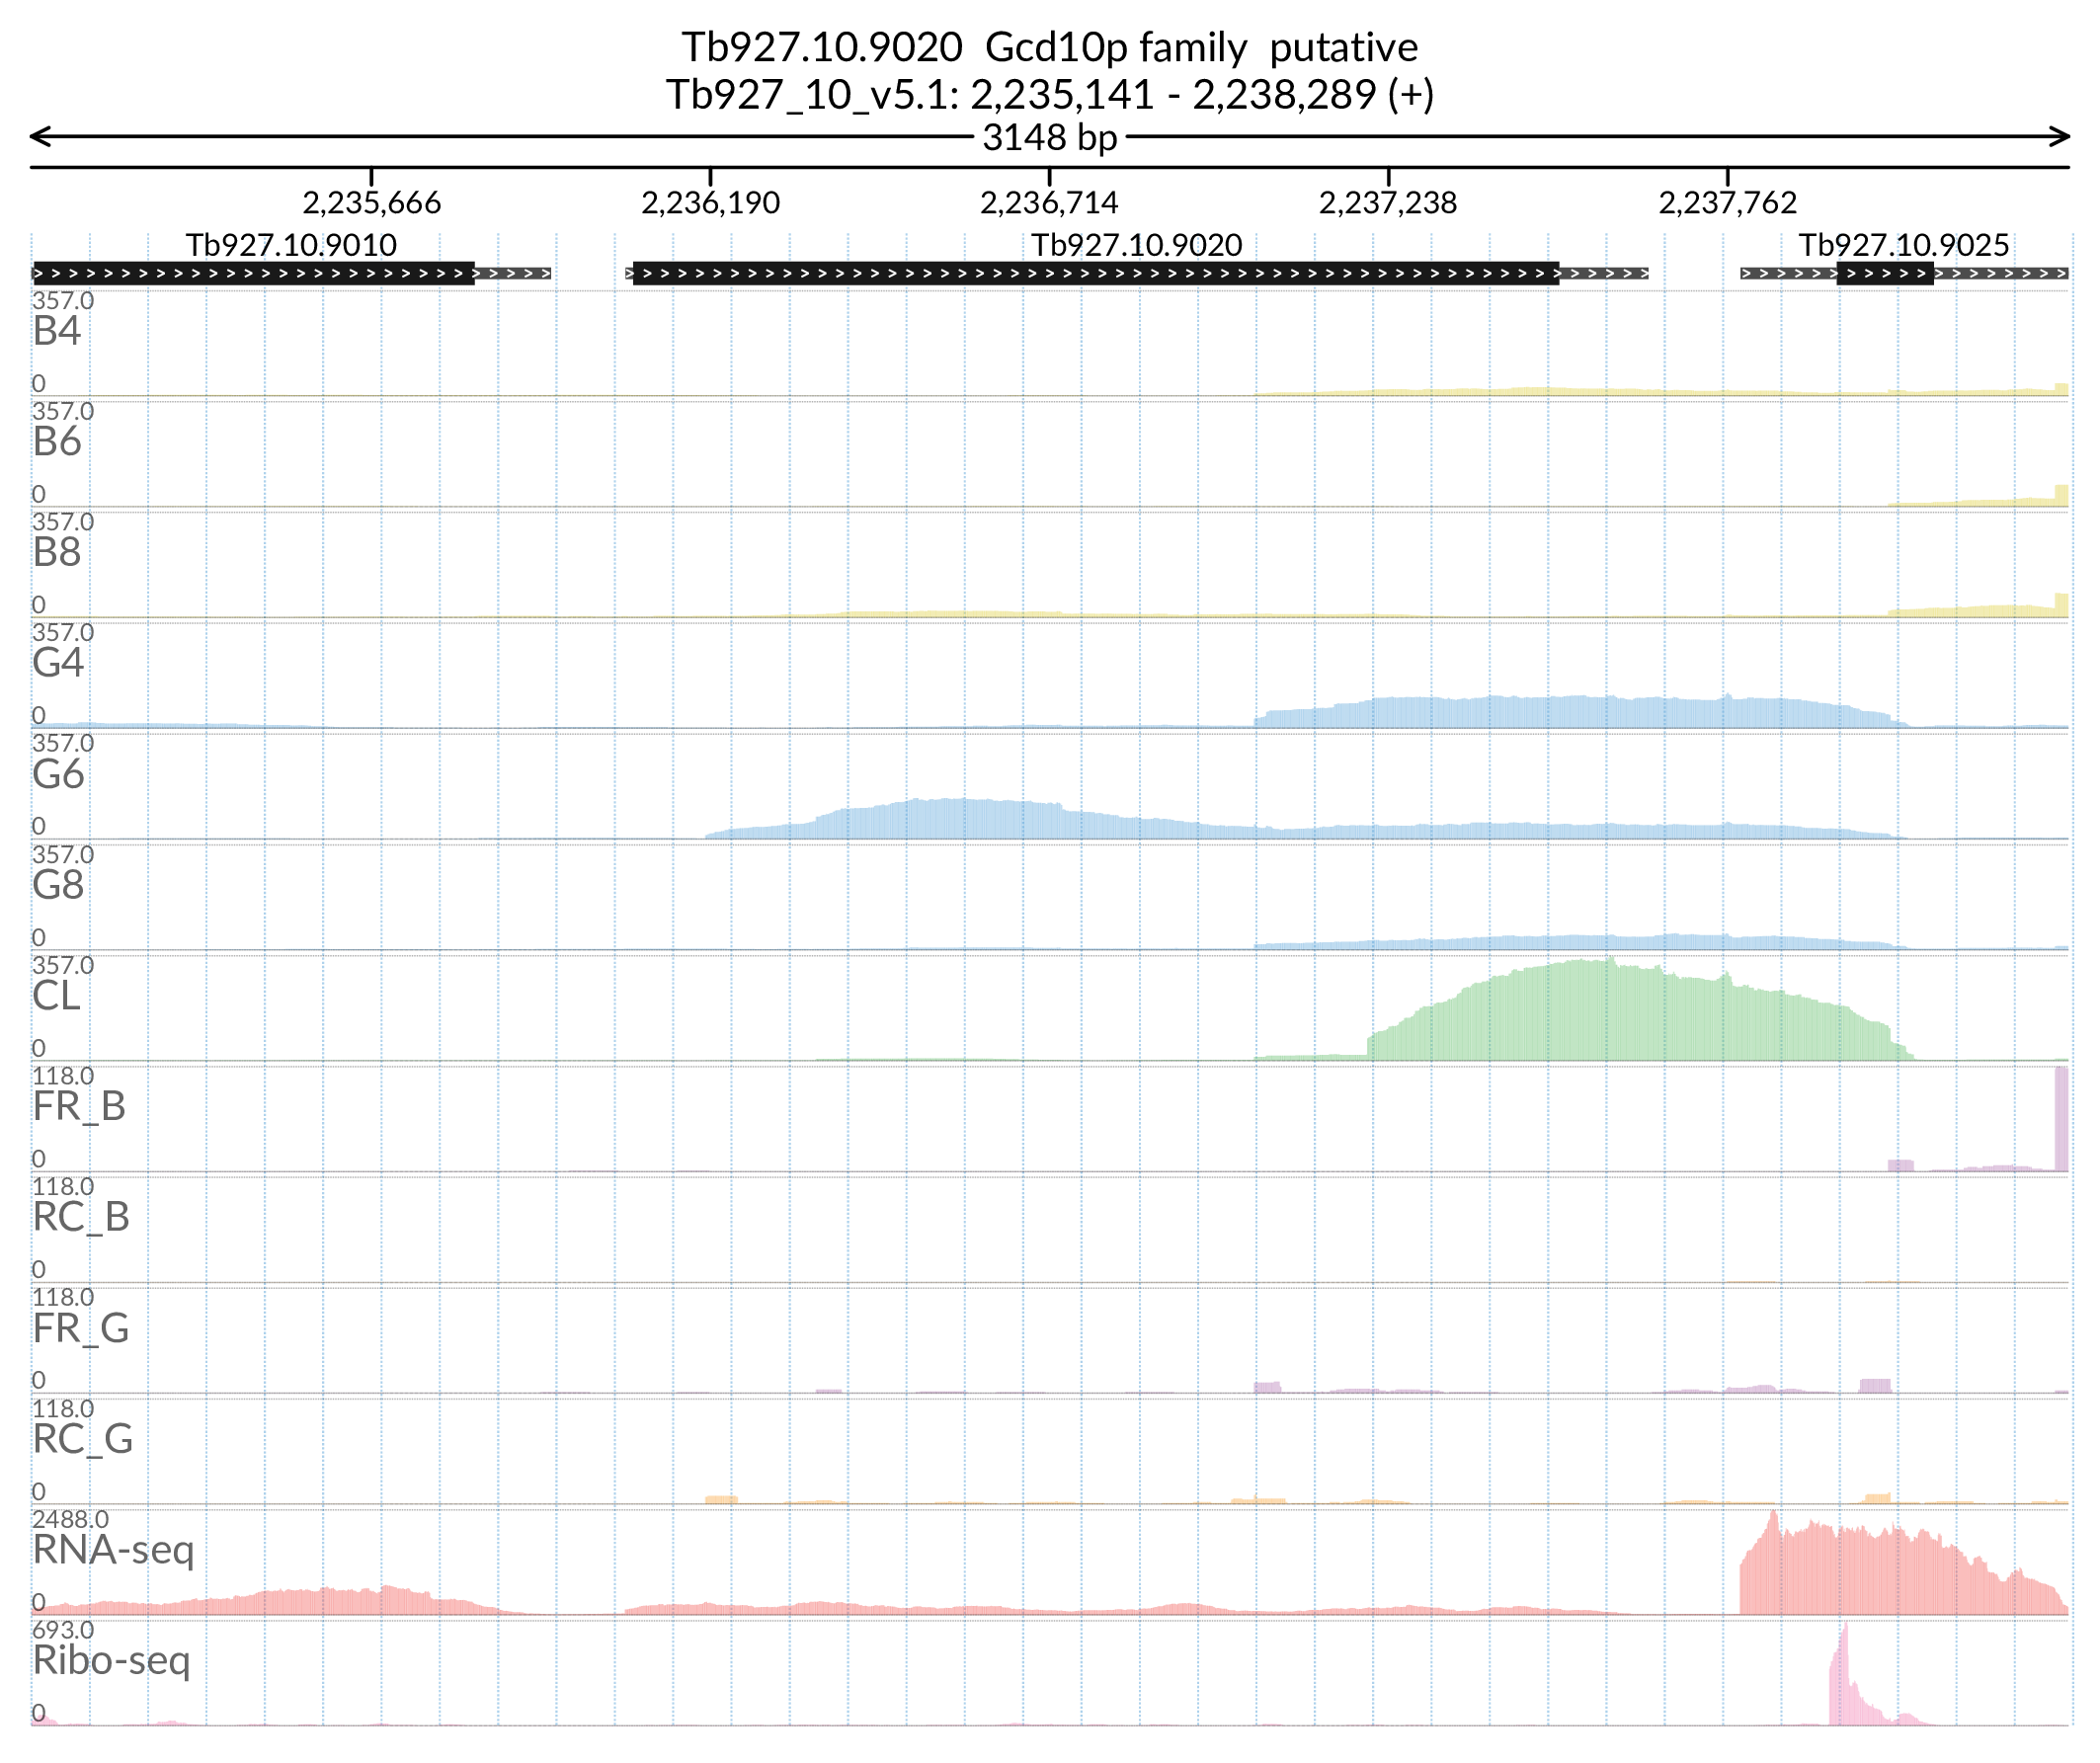 Tb927.10.9020  Gcd10p family  putative
Tb927_10_v5.1: 2,235,141 - 2,238,289 (+)
3148 bp
2,235,666 2,236,190 2,236,714 2,237,238 2,237,762
Tb927.10.9010 Tb927.10.9020 Tb927.10.9025
357.0
B4
0
357.0
B6
0
357.0
B8
0
357.0
G4
0
357.0
G6
0
357.0
G8
0
357.0
CL
0
118.0
FR_B
0
118.0
RC_B
0
118.0
FR_G
0
118.0
RC_G
0
2488.0
RNA-seq
0
693.0
Ribo-seq
0